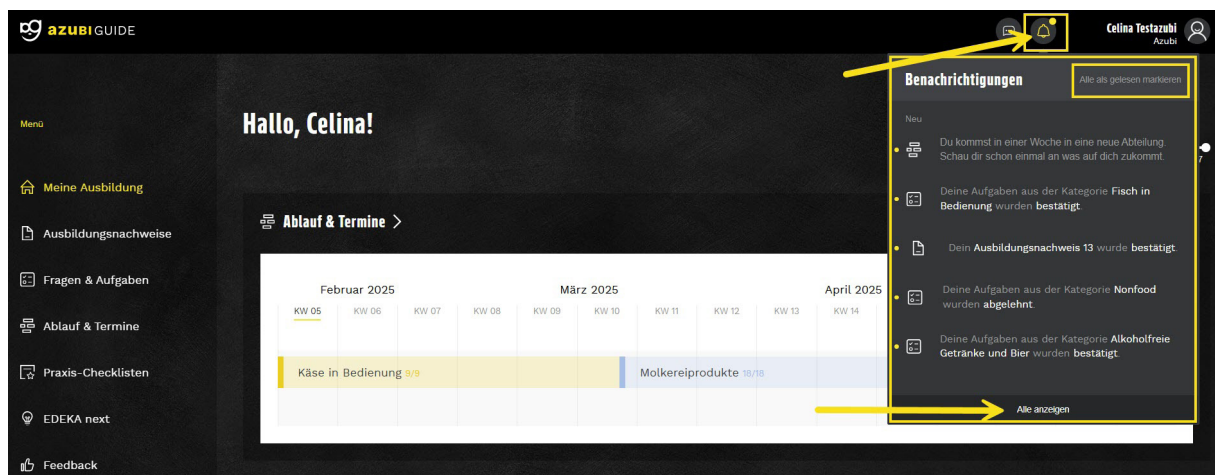 azubiGUIDE
Celina Testazubi
Azubi
Menü
Meine Ausbildung
Ausbildungsnachweise
Fragen & Aufgaben
Ablauf & Termine
Praxis-Checklisten
EDEKA next
Feedback
Hallo, Celina!
Ablauf & Termine >
Februar 2025 März 2025 April 2025
KW 05 KW 06 KW 07 KW 08 KW 09 KW 10 KW 11 KW 12 KW 13 KW 14
Käse in Bedienung 9/9
Molkereiprodukte 18/18
Benachrichtigungen
Alle als gelesen markieren
Neu
Du kommst in einer Woche in eine neue Abteilung.
Schau dir schon einmal an was auf dich zukommt.
Deine Aufgaben aus der Kategorie Fisch in
Bedienung wurden bestätigt.
Dein Ausbildungsnachweis 13 wurde bestätigt.
Deine Aufgaben aus der Kategorie Nonfood
wurden abgelehnt.
Deine Aufgaben aus der Kategorie Alkoholfreie
Getränke und Bier wurden bestätigt.
Alle anzeigen